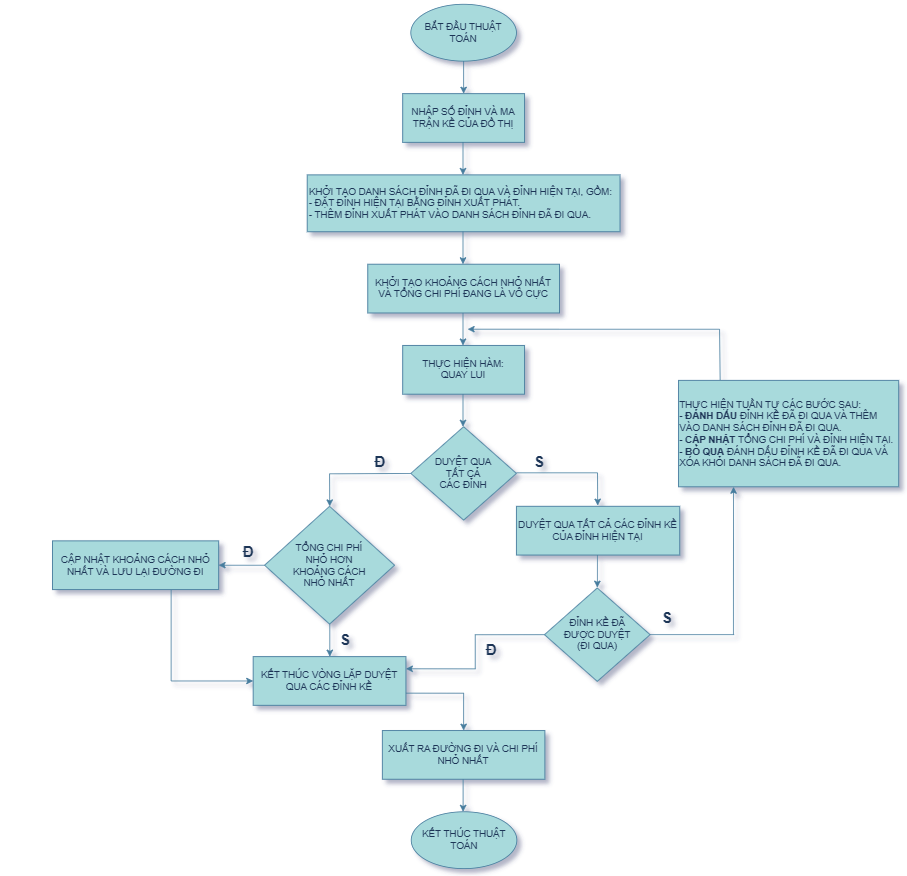 BẮT ĐẦU THUẬT
TOÁN
NHẬP SỐ ĐỈNH VÀ MA
TRẬN KỀ CỦA ĐỒ THỊ
KHỞI TẠO DANH SÁCH ĐỈNH ĐÃ ĐI QUA VÀ ĐỈNH HIỆN TẠI, GỒM:
- ĐẶT ĐỈNH HIỆN TẠI BẰNG ĐỈNH XUẤT PHÁT.
- THÊM ĐỈNH XUẤT PHÁT VÀO DANH SÁCH ĐỈNH ĐÃ ĐI QUA.
KHỞI TẠO KHOẢNG CÁCH NHỎ NHẤT
VÀ TỔNG CHI PHÍ ĐANG LÀ VÔ CỰC
THỰC HIỆN HÀM:
QUAY LUI
THỰC HIỆN TUẦN TỰ CÁC BƯỚC SAU:
- ĐÁNH DẤU ĐỈNH KỀ ĐÃ ĐI QUA VÀ THÊM
VÀO DANH SÁCH ĐỈNH ĐÃ ĐI QUA.
- CẬP NHẬT TỔNG CHI PHÍ VÀ ĐỈNH HIỆN TẠI.
- BỎ QUA ĐÁNH DẤU ĐỈNH KỀ ĐÃ ĐI QUA VÀ
XÓA KHỎI DANH SÁCH ĐÃ ĐI QUA.
DUYỆT QUA
TẤT CẢ
CÁC ĐỈNH
Đ
S
DUYỆT QUA TẤT CẢ CÁC ĐỈNH KỀ
CỦA ĐỈNH HIỆN TẠI
TỔNG CHI PHÍ
NHỎ HƠN
KHOẢNG CÁCH
NHỎ NHẤT
Đ
CẬP NHẬT KHOẢNG CÁCH NHỎ
NHẤT VÀ LƯU LẠI ĐƯỜNG ĐI
S
ĐỈNH KỀ ĐÃ
ĐƯỢC DUYỆT
(ĐI QUA)
S
Đ
KẾT THÚC VÒNG LẶP DUYỆT
QUA CÁC ĐỈNH KỀ
XUẤT RA ĐƯỜNG ĐI VÀ CHI PHÍ
NHỎ NHẤT
KẾT THÚC THUẬT
TOÁN